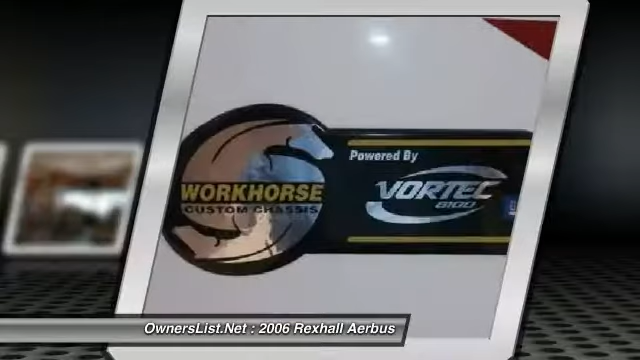 Powered By
WORKHORSE
VORTEC
CUSTOM CHASSIS
8100
OwnersList.Net : 2006 Rexhall Aerbus